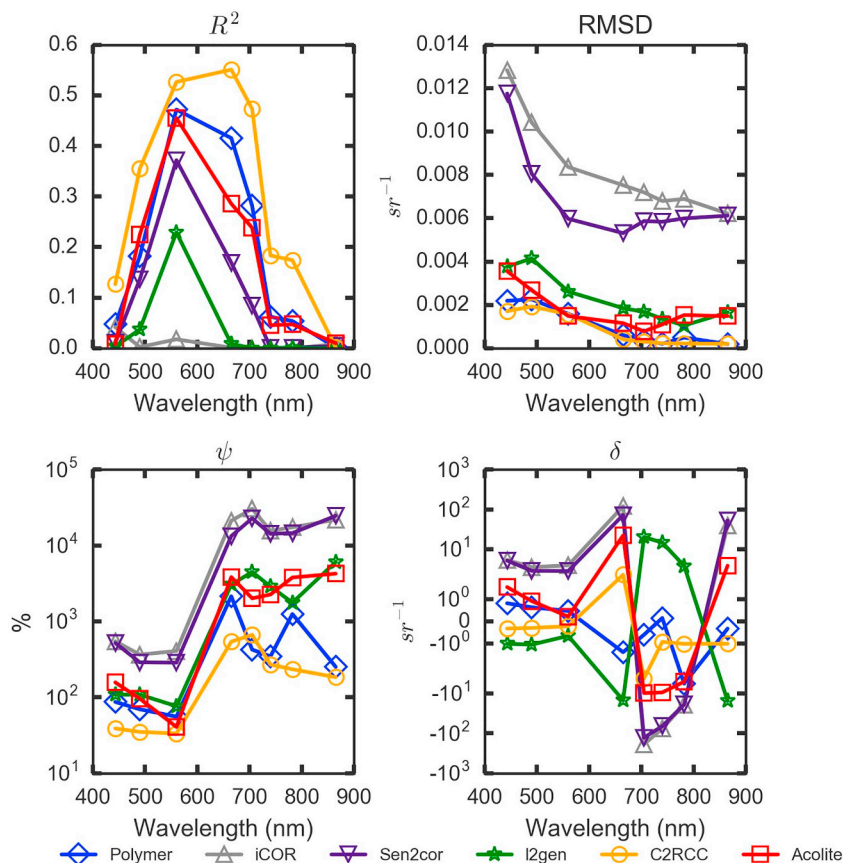 R²
RMSD
0.6
0.5
0.4
0.3
0.2
0.1
0.0
0.014
0.012
0.010
0.008
0.006
0.004
0.002
0.000
sr⁻¹
400 500 600 700 800 900
400 500 600 700 800 900
Wavelength (nm)
Wavelength (nm)
ψ
δ
10⁵
10⁴
10³
10²
10¹
%
10³
10²
10¹
10⁰
0
-10⁰
-10¹
-10²
-10³
sr⁻¹
400 500 600 700 800 900
400 500 600 700 800 900
Wavelength (nm)
Wavelength (nm)
Polymer iCOR Sen2cor l2gen C2RCC Acolite